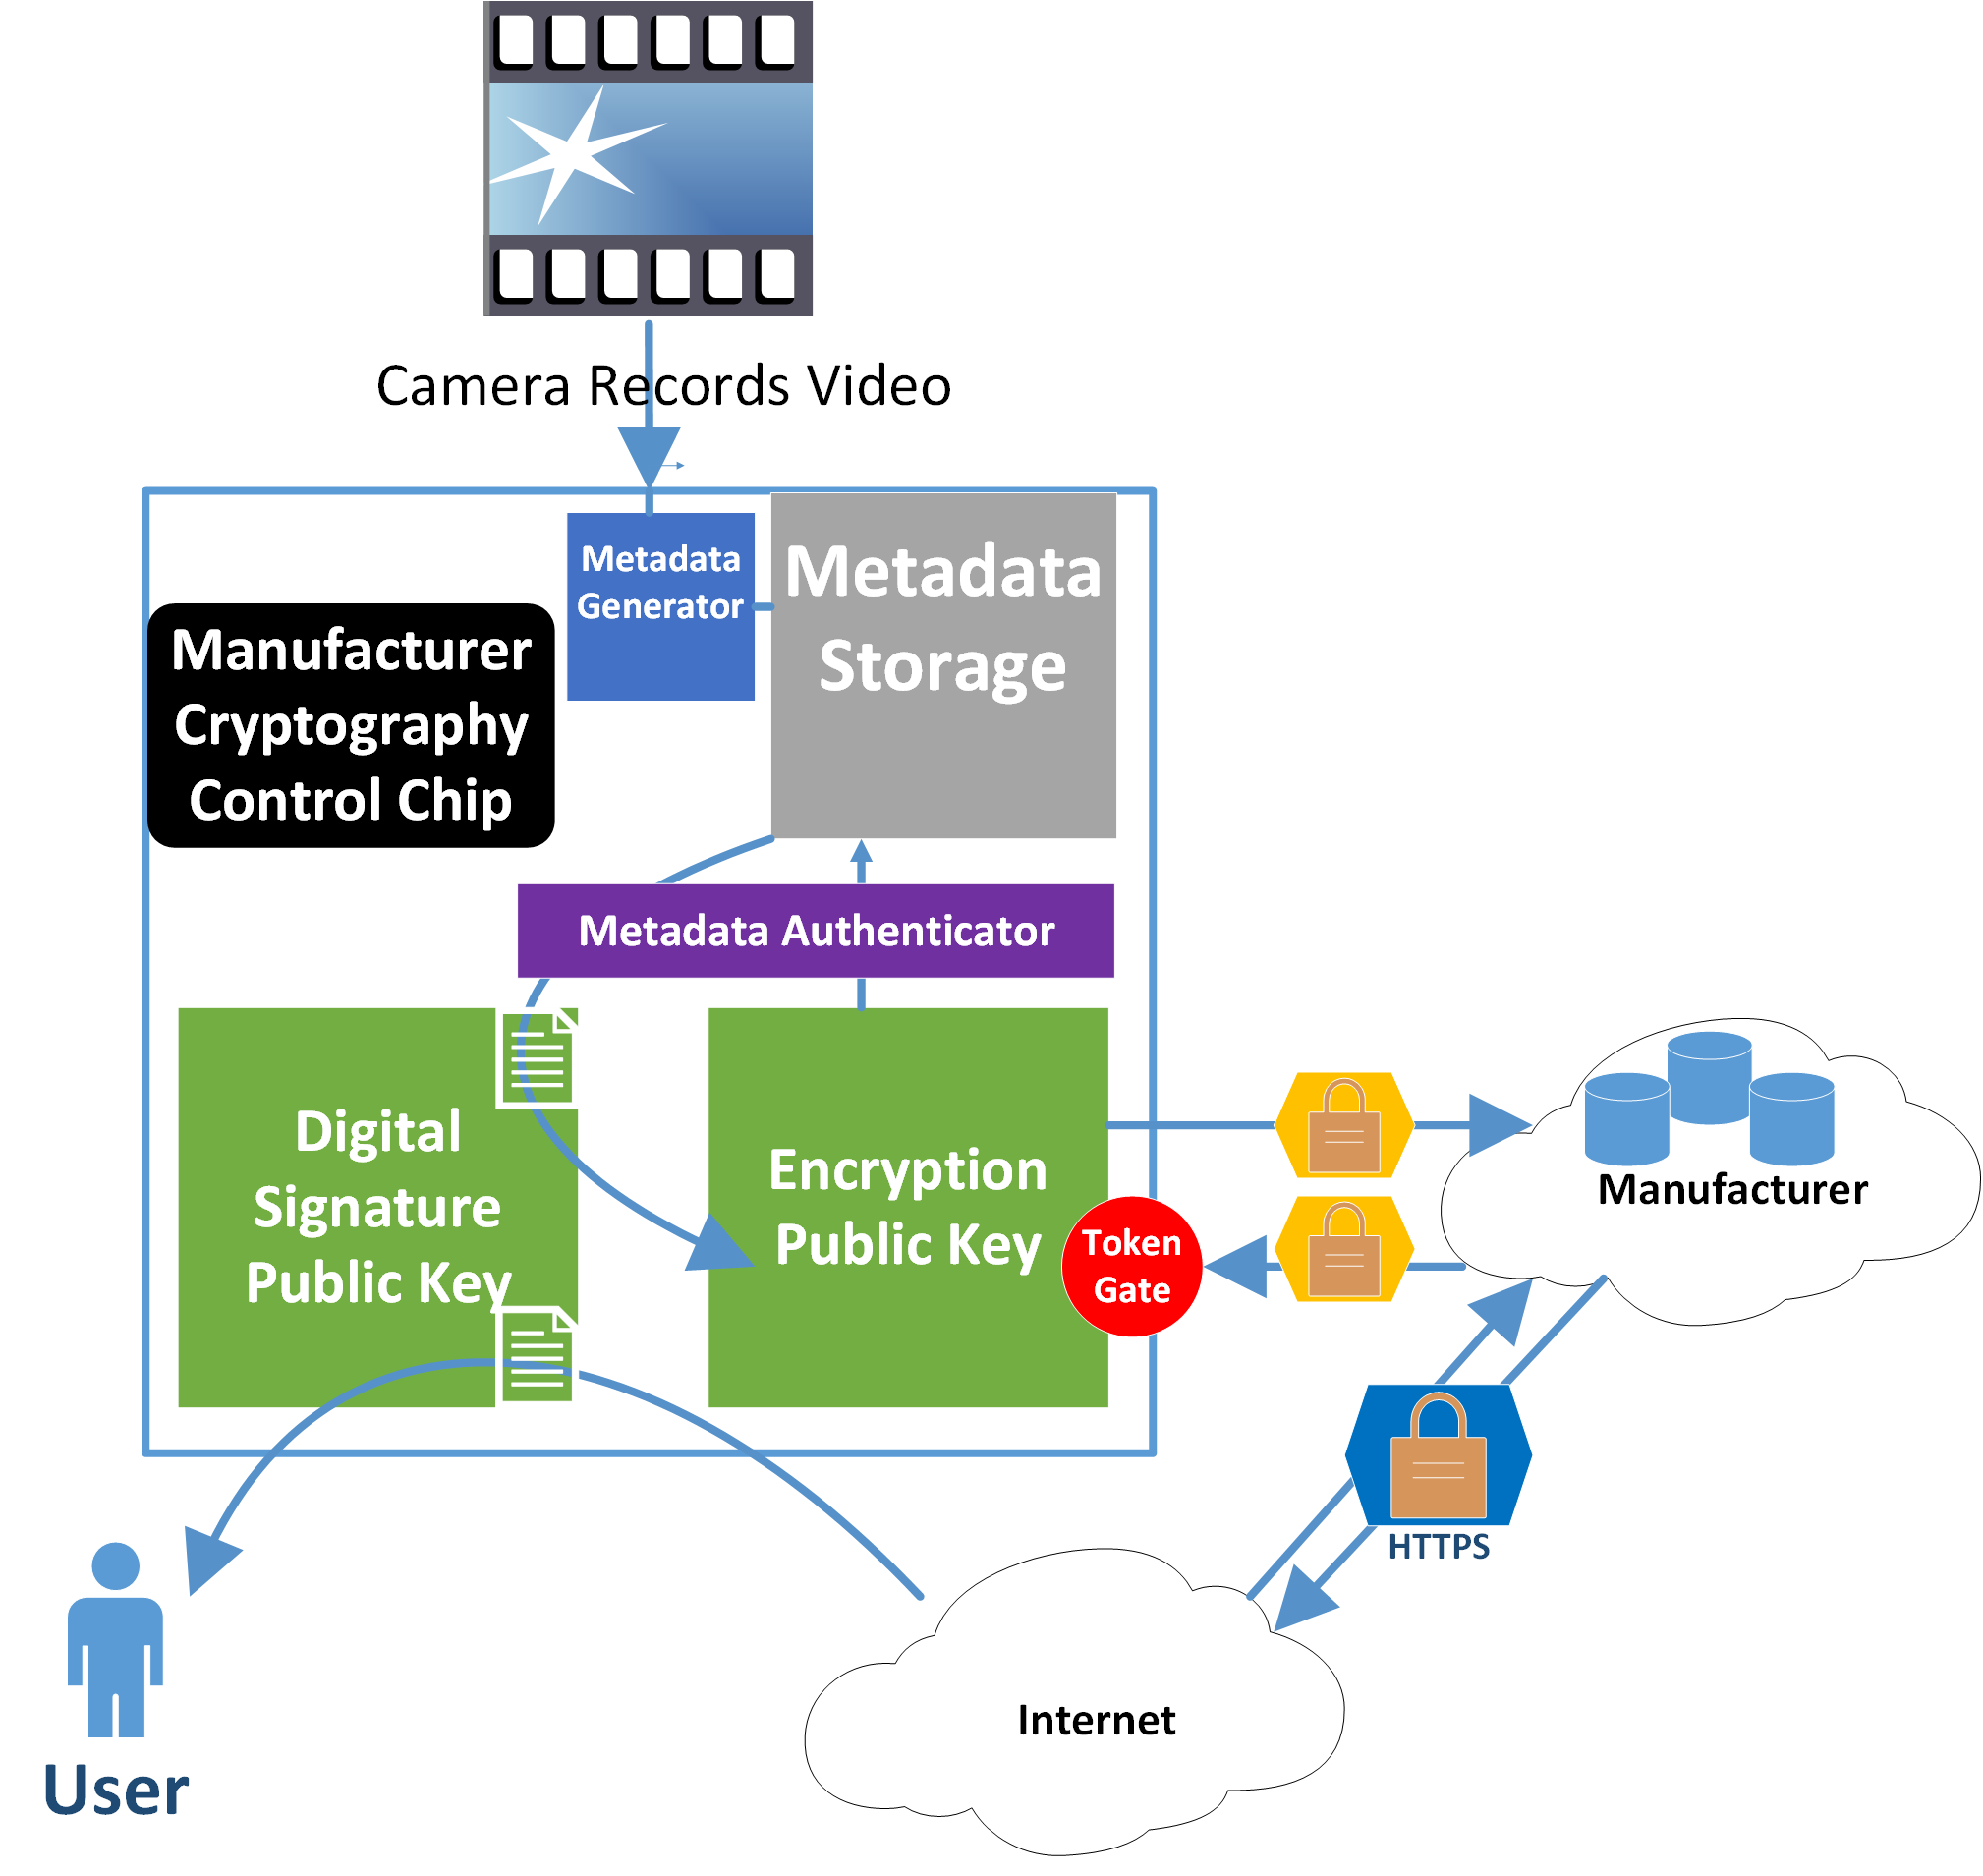 Camera Records Video
Metadata
Generator
Metadata
Storage
Manufacturer
Cryptography
Control Chip
Metadata Authenticator
Digital
Signature
Public Key
Encryption
Public Key
Token
Gate
Manufacturer
HTTPS
Internet
User